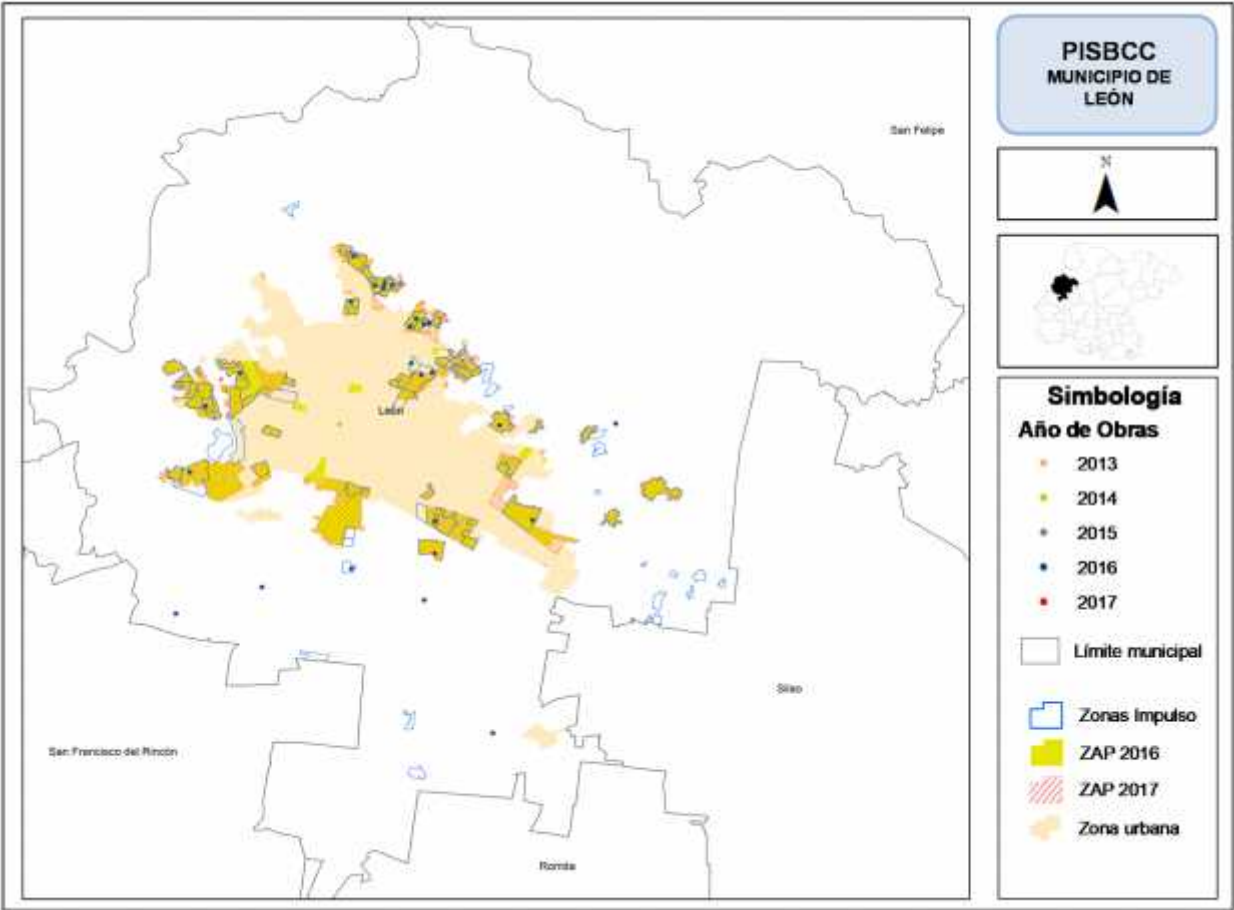 PISBCC
MUNICIPIO DE
LEÓN
N
San Felipe
León
Silao
San Francisco del Rincón
Romita
Simbología
Año de Obras
2013
2014
2015
2016
2017
Límite municipal
Zonas Impulso
ZAP 2016
ZAP 2017
Zona urbana